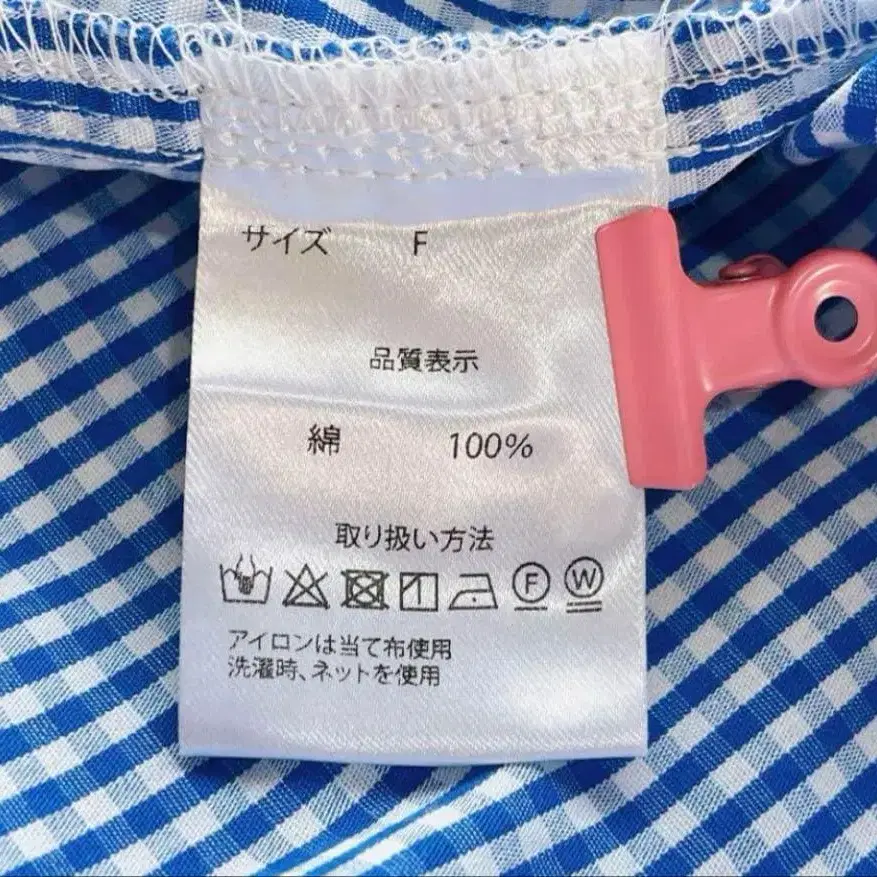 サイズ F
品質表示
綿 100%
取り扱い方法
F W
アイロンは当て布使用
洗濯時、ネットを使用